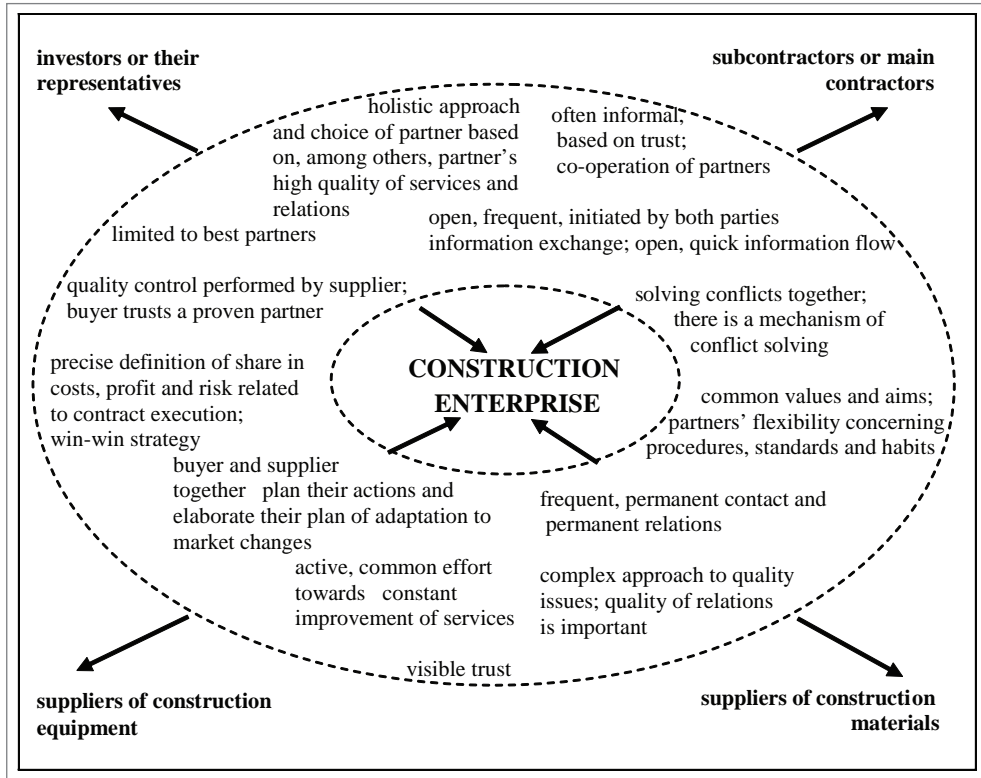 investors or their
representatives
subcontractors or main
contractors
holistic approach
and choice of partner based
on, among others, partner's
high quality of services and
relations
often informal,
based on trust;
co-operation of partners
limited to best partners
open, frequent, initiated by both parties
information exchange; open, quick information flow
quality control performed by supplier;
buyer trusts a proven partner
solving conflicts together;
there is a mechanism of
conflict solving
CONSTRUCTION
ENTERPRISE
precise definition of share in
costs, profit and risk related
to contract execution;
win-win strategy
common values and aims;
partners' flexibility concerning
procedures, standards and habits
buyer and supplier
together plan their actions and
elaborate their plan of adaptation to
market changes
frequent, permanent contact and
permanent relations
active, common effort
towards constant
improvement of services
complex approach to quality
issues; quality of relations
is important
visible trust
suppliers of construction
equipment
suppliers of construction
materials